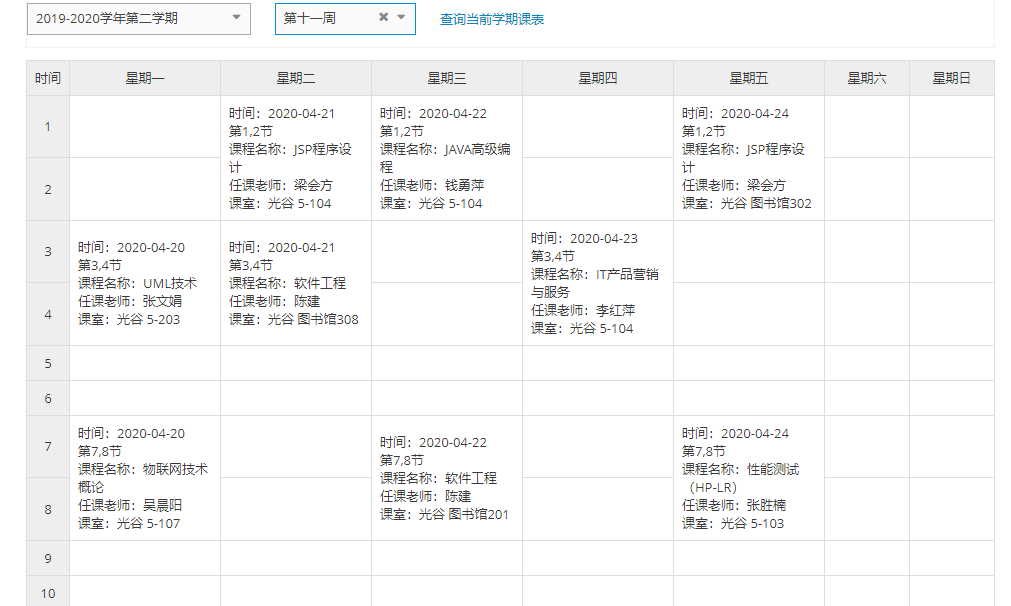 2019-2020学年第二学期 第十一周 查询当前学期课表
时间 星期一 星期二 星期三 星期四 星期五 星期六 星期日
1
时间：2020-04-21
第1,2节
课程名称：JSP程序设
计
任课老师：梁会方
课室：光谷 5-104
时间：2020-04-22
第1,2节
课程名称：JAVA高级编
程
任课老师：钱勇萍
课室：光谷 5-104
时间：2020-04-24
第1,2节
课程名称：JSP程序设
计
任课老师：梁会方
课室：光谷 图书馆302
2
3
时间：2020-04-20
第3,4节
课程名称：UML技术
任课老师：张文娟
课室：光谷 5-203
时间：2020-04-21
第3,4节
课程名称：软件工程
任课老师：陈建
课室：光谷 图书馆308
时间：2020-04-23
第3,4节
课程名称：IT产品营销
与服务
任课老师：李红萍
课室：光谷 5-104
4
5
6
7
时间：2020-04-20
第7,8节
课程名称：物联网技术
概论
任课老师：吴晨阳
课室：光谷 5-107
时间：2020-04-22
第7,8节
课程名称：软件工程
任课老师：陈建
课室：光谷 图书馆201
时间：2020-04-24
第7,8节
课程名称：性能测试
（HP-LR）
任课老师：张胜楠
课室：光谷 5-103
8
9
10